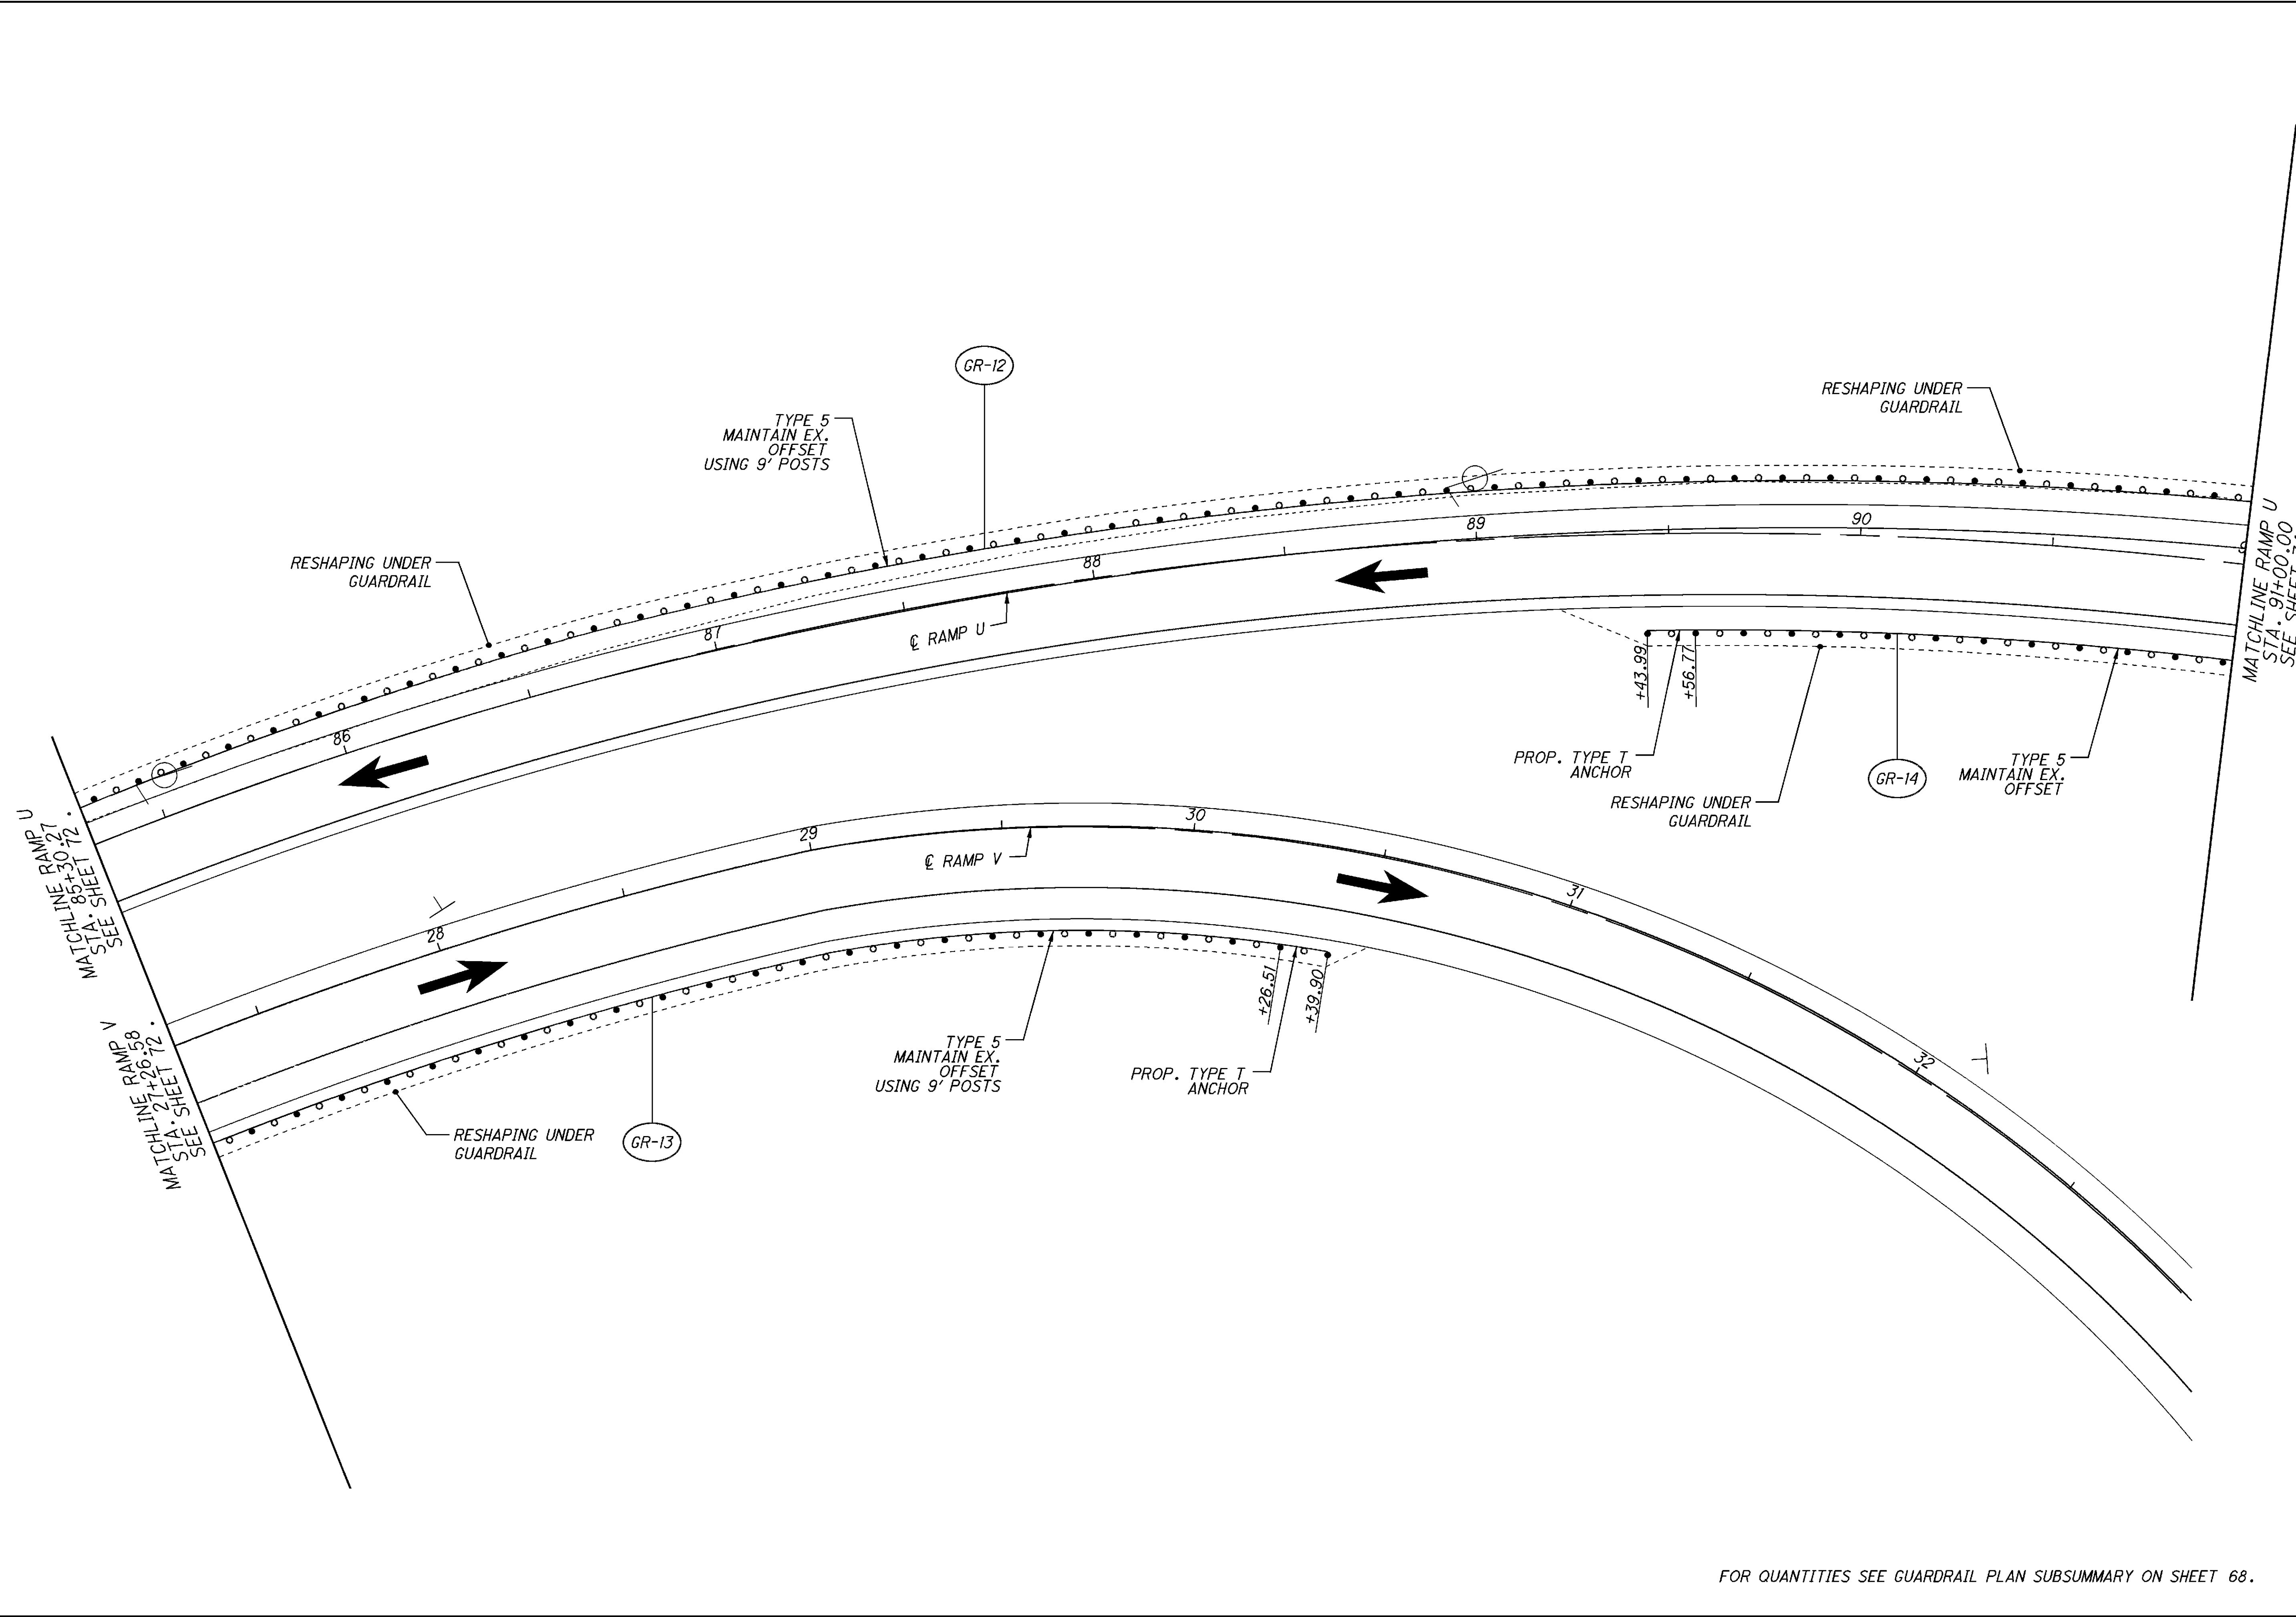 GR-12
TYPE 5
MAINTAIN EX.
OFFSET
USING 9' POSTS
RESHAPING UNDER
GUARDRAIL
RESHAPING UNDER
GUARDRAIL
86
87
88
89
90
℄ RAMP U
MATCHLINE RAMP U
STA. 91+00.00
SEE SHEET
+43.99
+56.77
PROP. TYPE T
ANCHOR
RESHAPING UNDER
GUARDRAIL
GR-14
TYPE 5
MAINTAIN EX.
OFFSET
MATCHLINE RAMP U
STA. 85+30.27
SEE SHEET 72.
28
29
30
31
32
℄ RAMP V
MATCHLINE RAMP V
STA. 27+26.58
SEE SHEET 72.
RESHAPING UNDER
GUARDRAIL
GR-13
TYPE 5
MAINTAIN EX.
OFFSET
USING 9' POSTS
PROP. TYPE T
ANCHOR
+26.51
+39.90
FOR QUANTITIES SEE GUARDRAIL PLAN SUBSUMMARY ON SHEET 68.